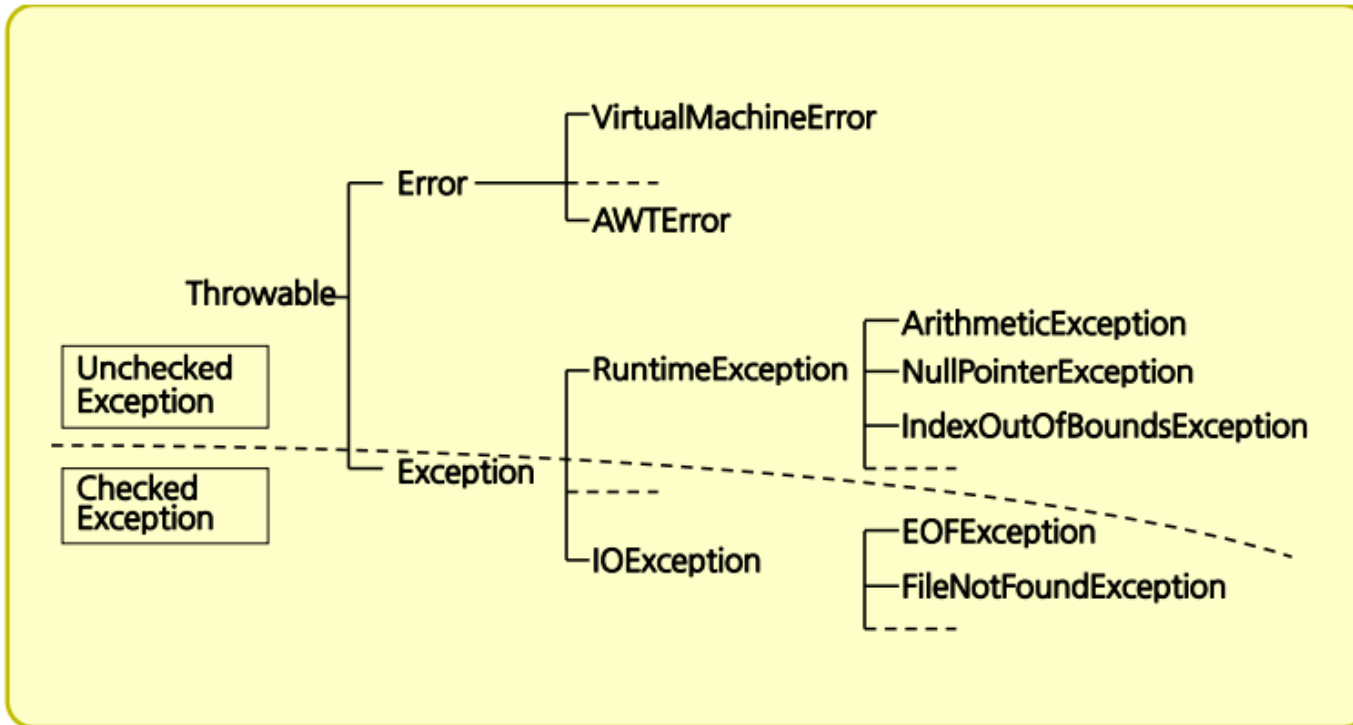 VirtualMachineError
Error
AWTError
Throwable
ArithmeticException
Unchecked
Exception
RuntimeException
NullPointerException
IndexOutOfBoundsException
Checked
Exception
Exception
EOFException
IOException
FileNotFoundException